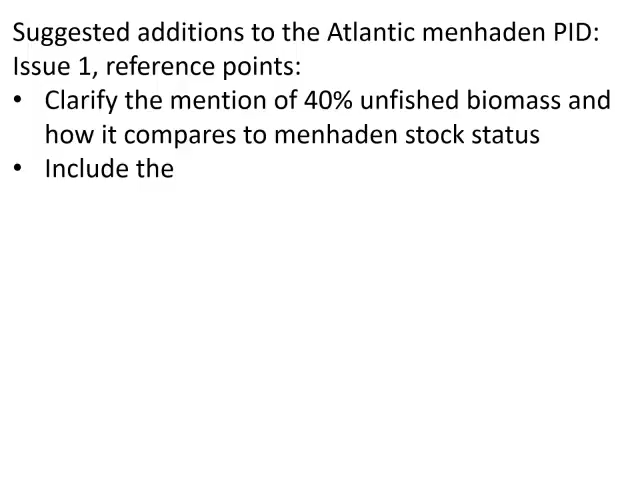 Suggested additions to the Atlantic menhaden PID:
Issue 1, reference points:
• Clarify the mention of 40% unfished biomass and
how it compares to menhaden stock status
• Include the